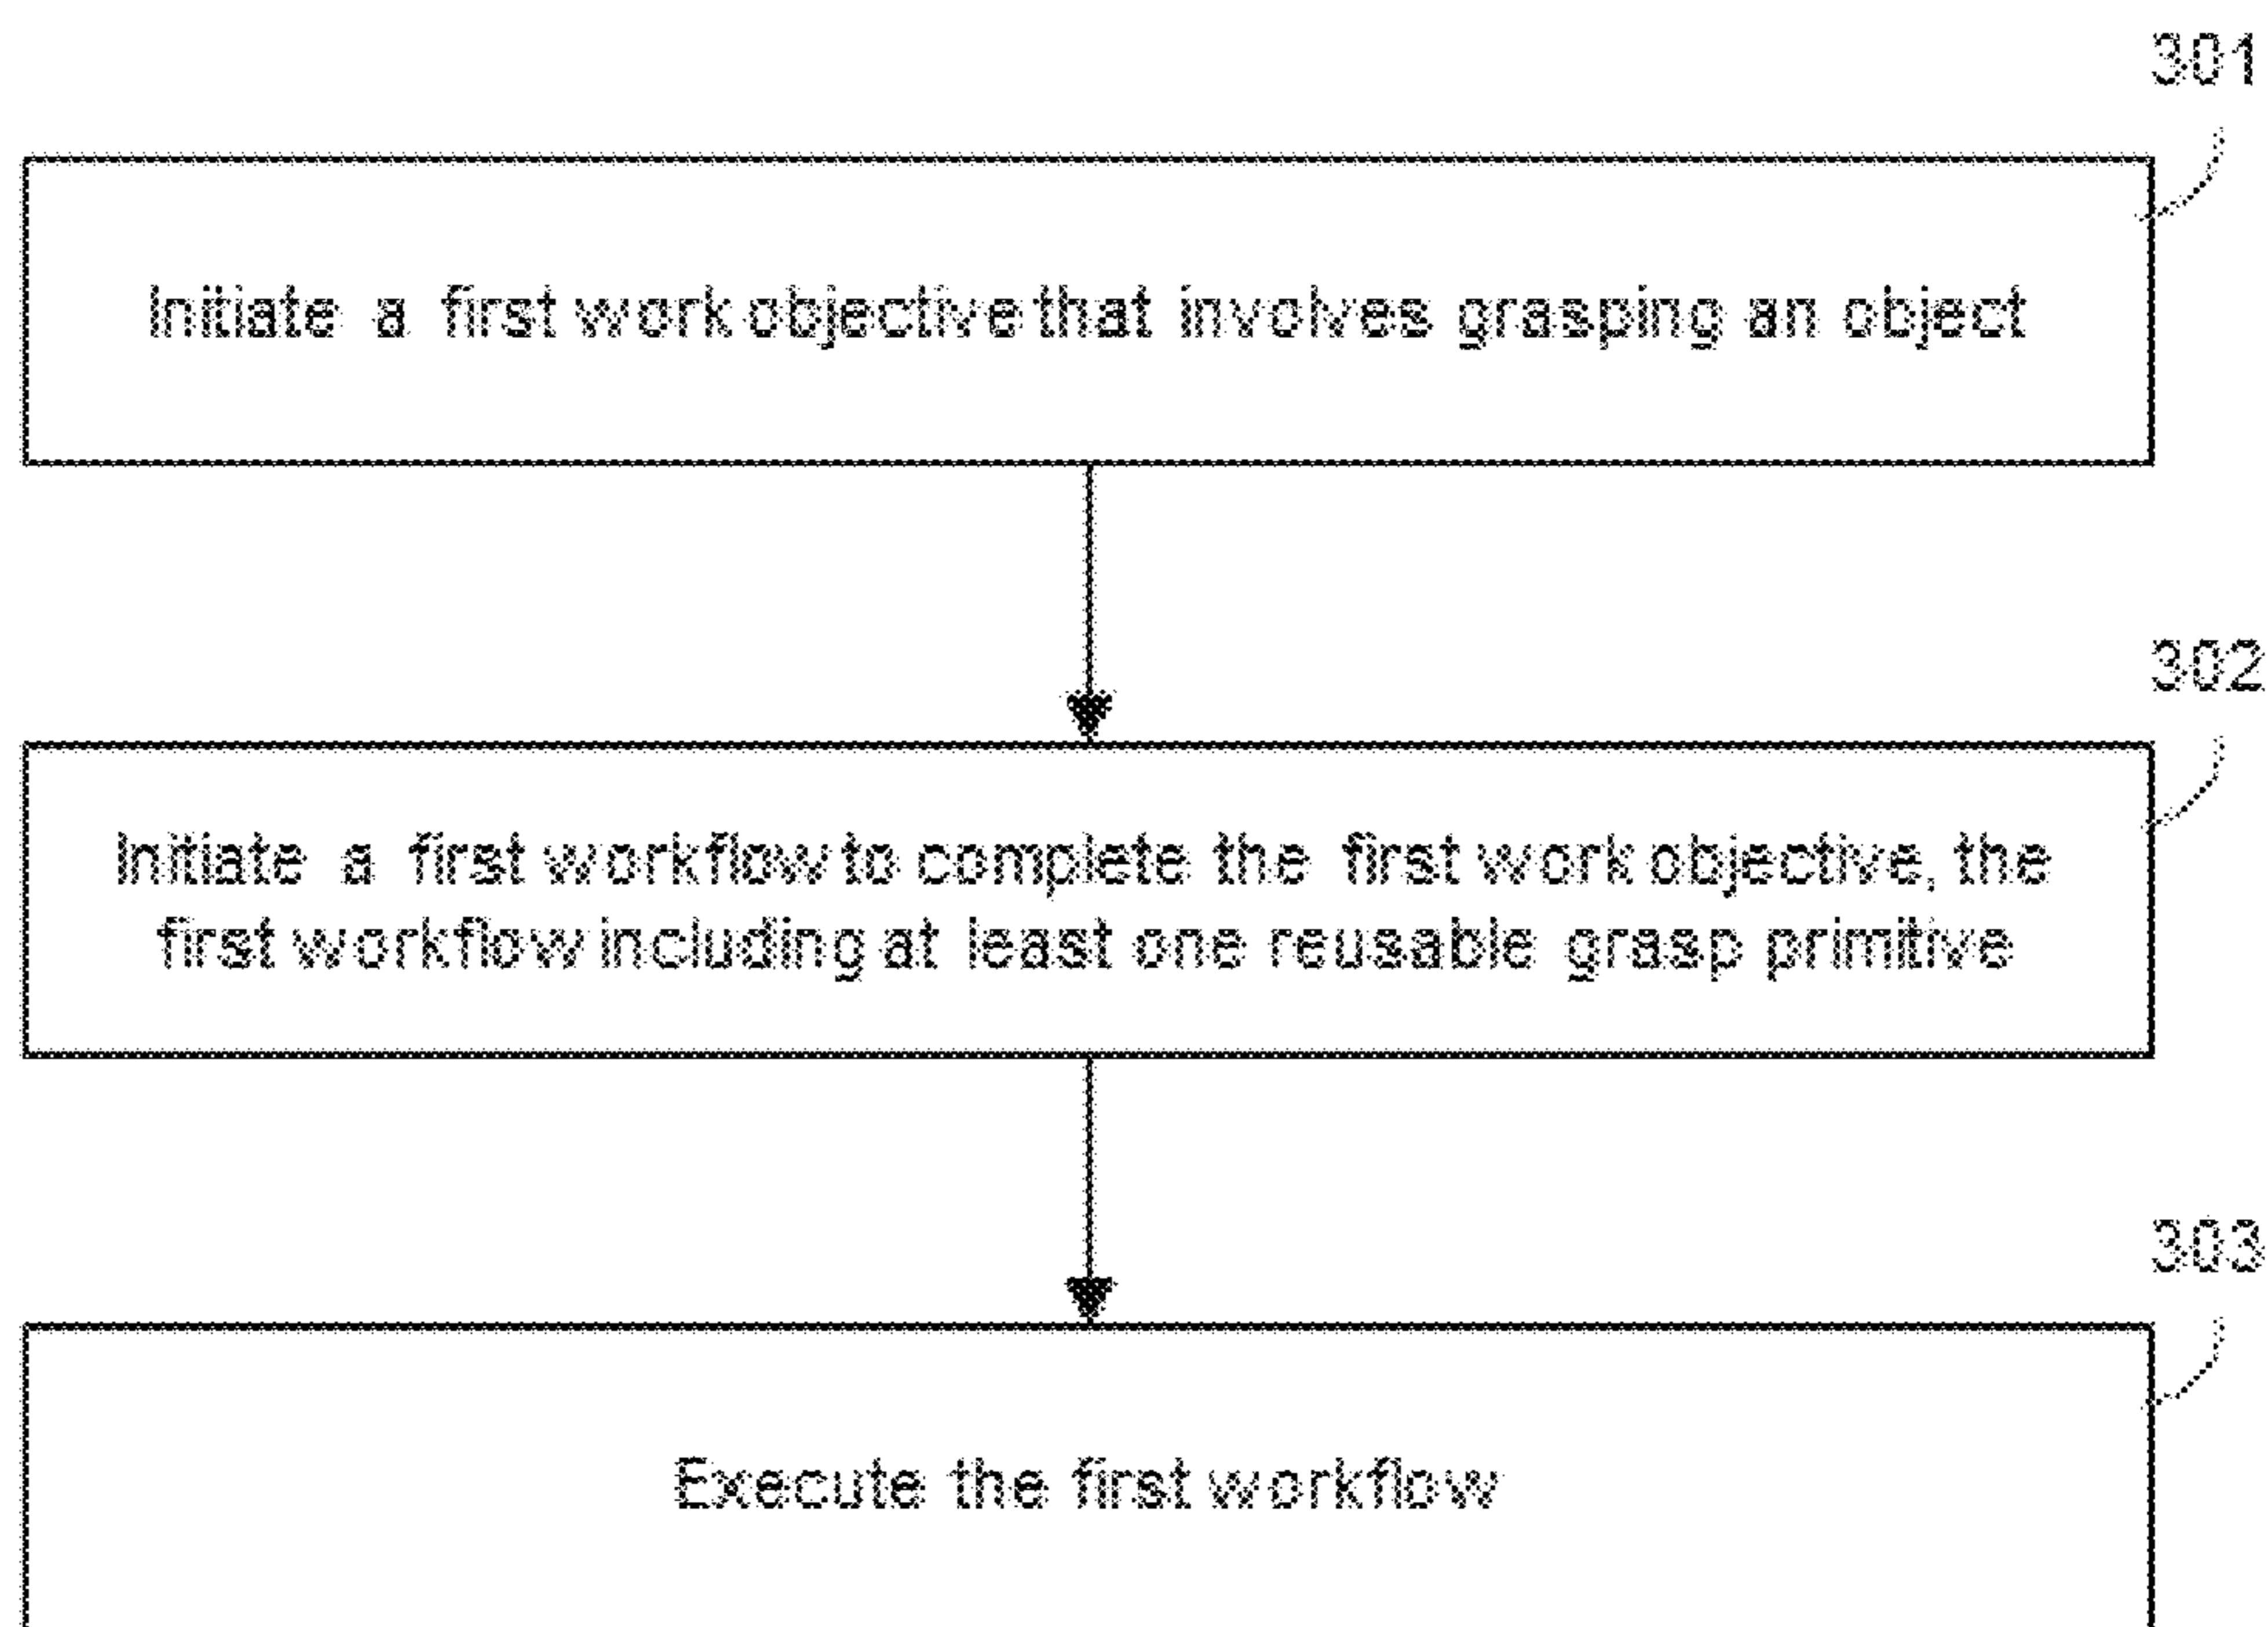 301
Initiate a first work objective that involves grasping an object
302
Initiate a first workflow to complete the first work objective, the
first workflow including at least one reusable grasp primitive
303
Execute the first workflow